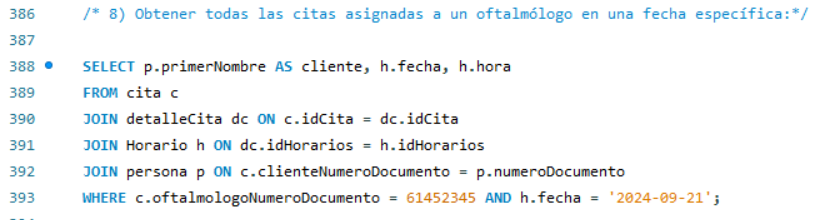 386 /* 8) Obtener todas las citas asignadas a un oftalmólogo en una fecha específica:*/
387
388 SELECT p.primerNombre AS cliente, h.fecha, h.hora
389 FROM cita c
390 JOIN detalleCita dc ON c.idCita = dc.idCita
391 JOIN Horario h ON dc.idHorarios = h.idHorarios
392 JOIN persona p ON c.clienteNumeroDocumento = p.numeroDocumento
393 WHERE c.oftalmologoNumeroDocumento = 61452345 AND h.fecha = '2024-09-21';